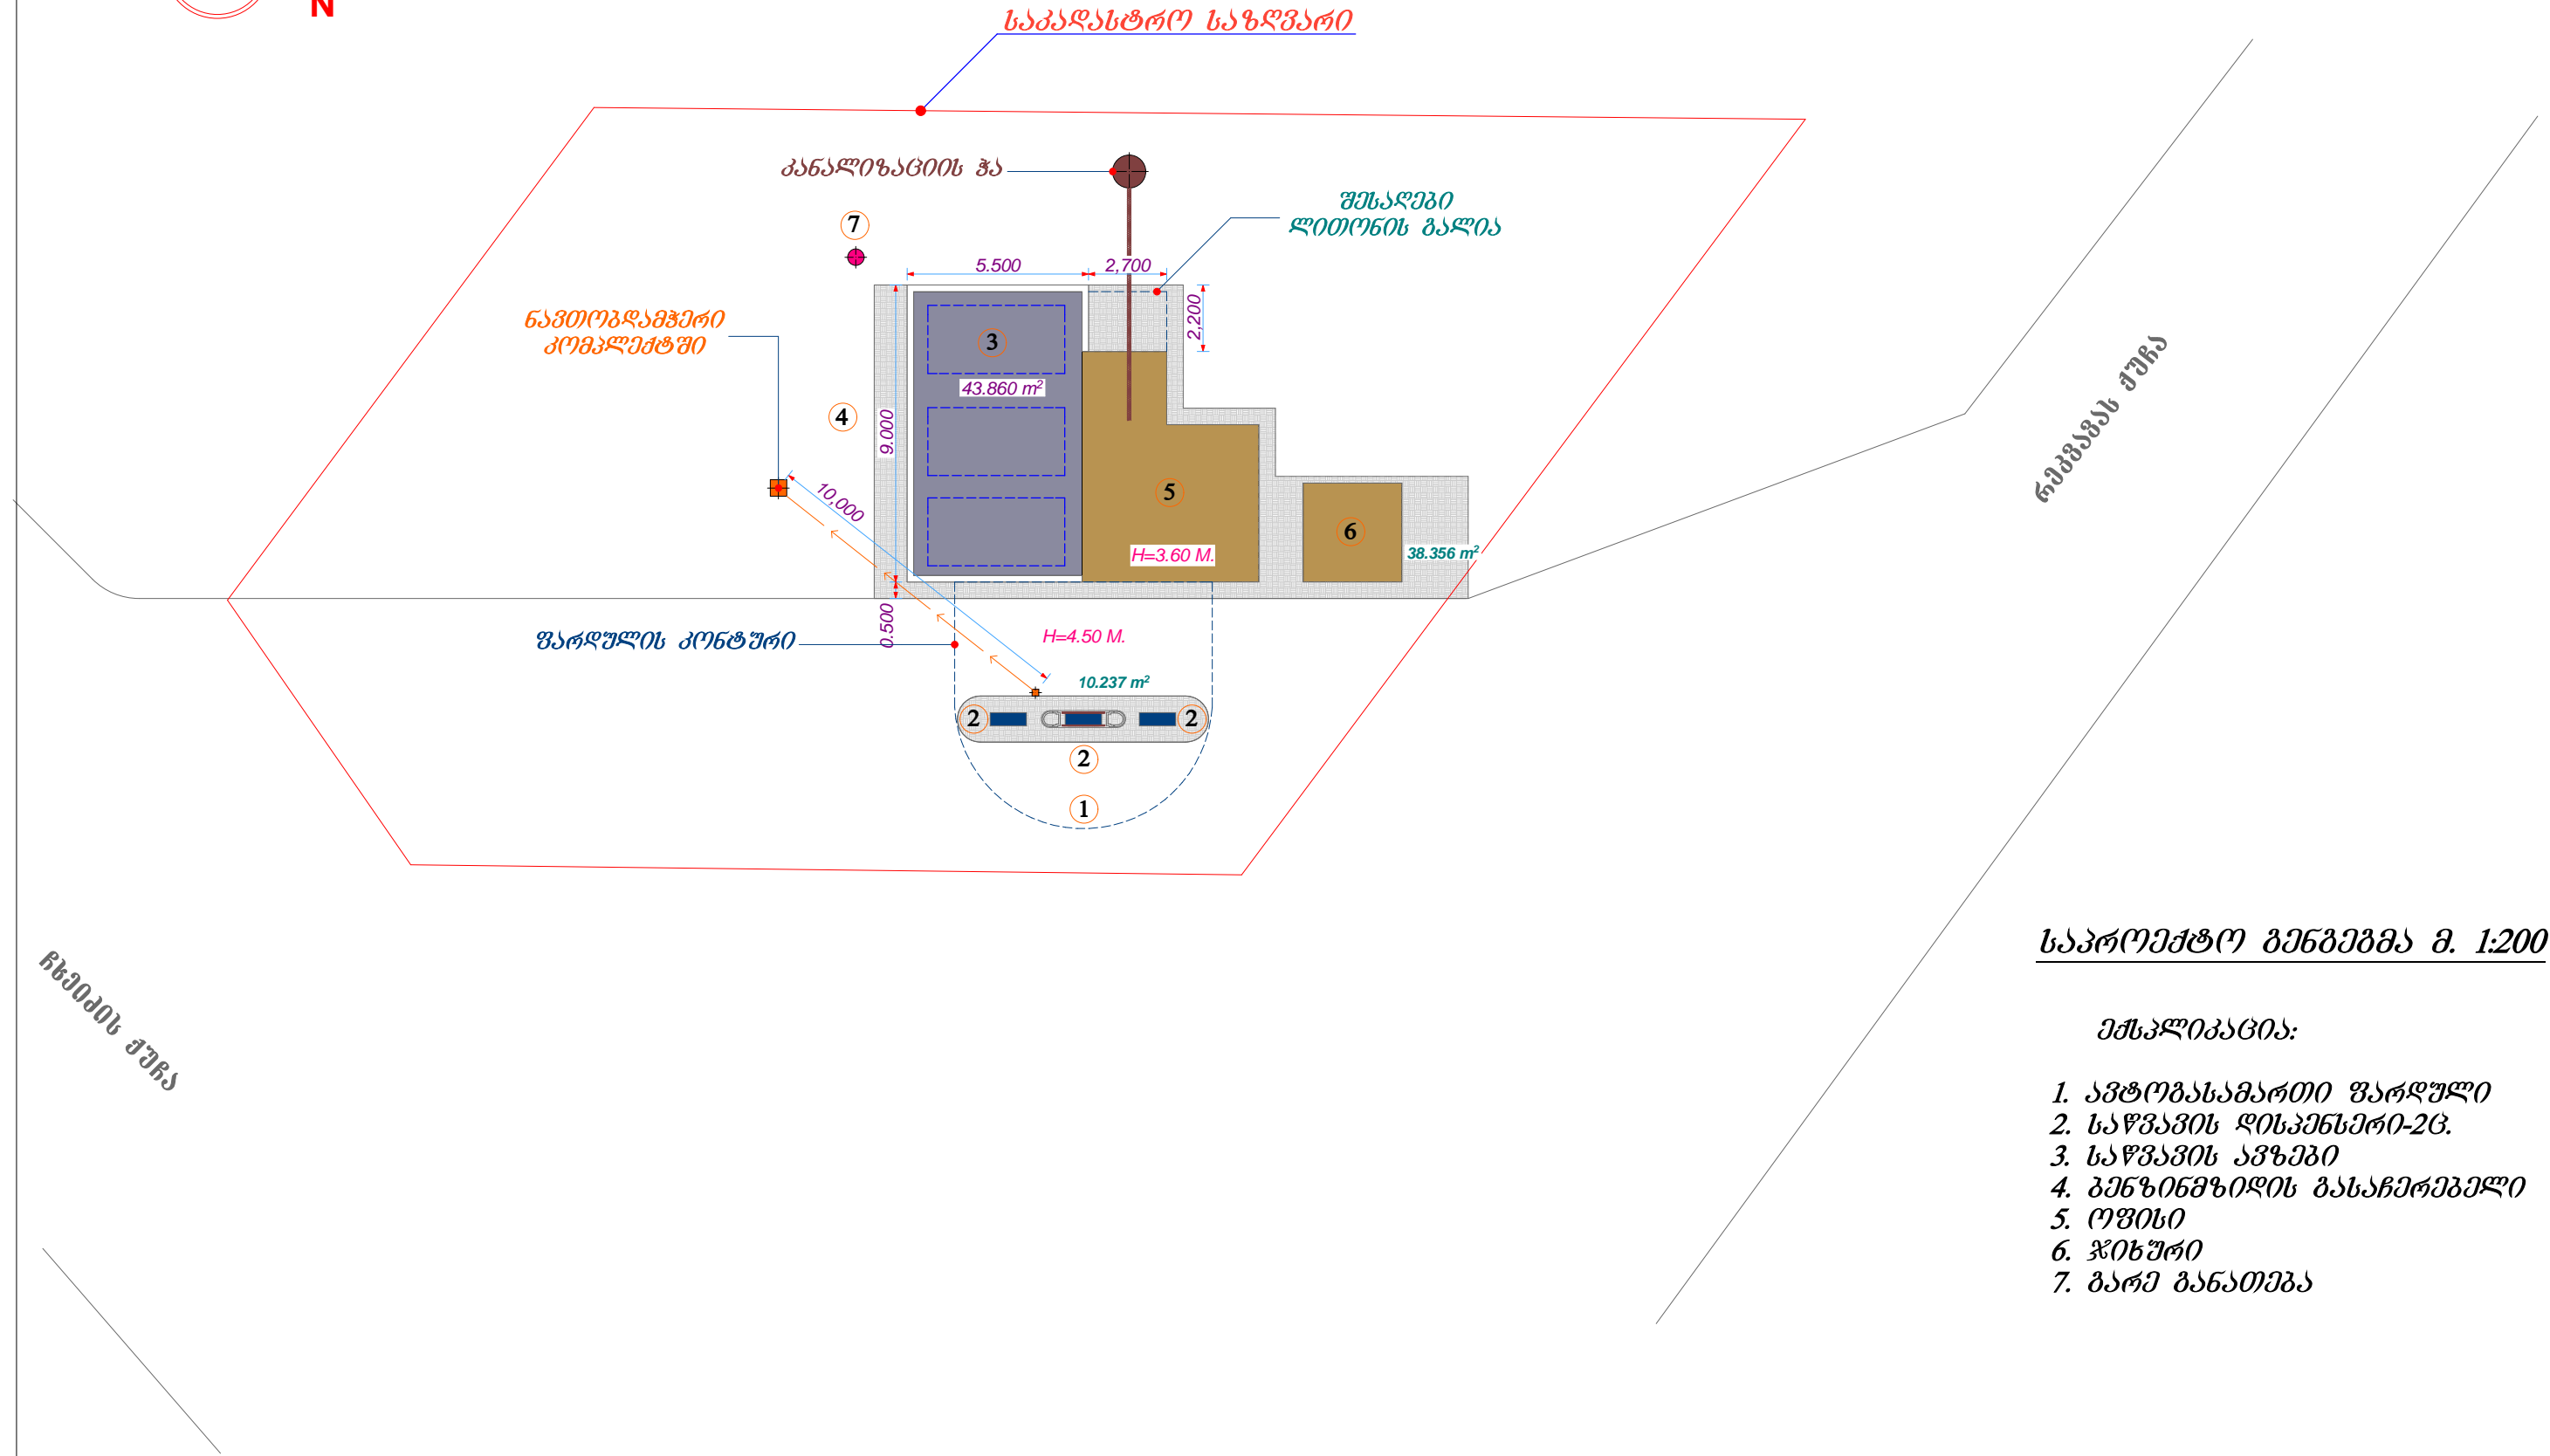 N
საკადასტრო საზღვარი
კანალიზაციის ჭა
შესაღები
ლითონის გალია
7
5.500
2,700
2,200
ნავთობდამჭერი
კომპლექტში
3
43.860 m²
4
9.000
10,000
5
6
H=3.60 M.
38.356 m²
0.500
ფარდულის კონტური
H=4.50 M.
10.237 m²
2
2
2
1
რეკვავას ქუჩა
ჩხეიძის ქუჩა
საპროექტო გენგეგმა მ. 1:200
ექსპლიკაცია:
1. ავტოგასამართი ფარდული
2. საწვავის დისპენსერი-2ც.
3. საწვავის ავზები
4. ბენზინმზიდის გასაჩერებელი
5. ოფისი
6. ჯიხური
7. გარე განათება